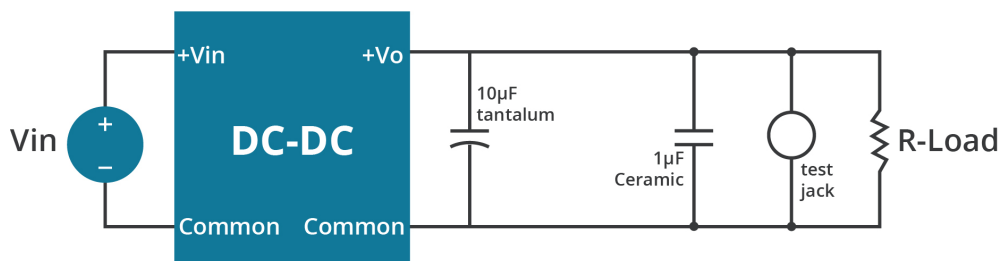 +Vin
+Vo
10µF
tantalum
Vin
+
−
DC-DC
R-Load
1µF
Ceramic
test
jack
Common
Common